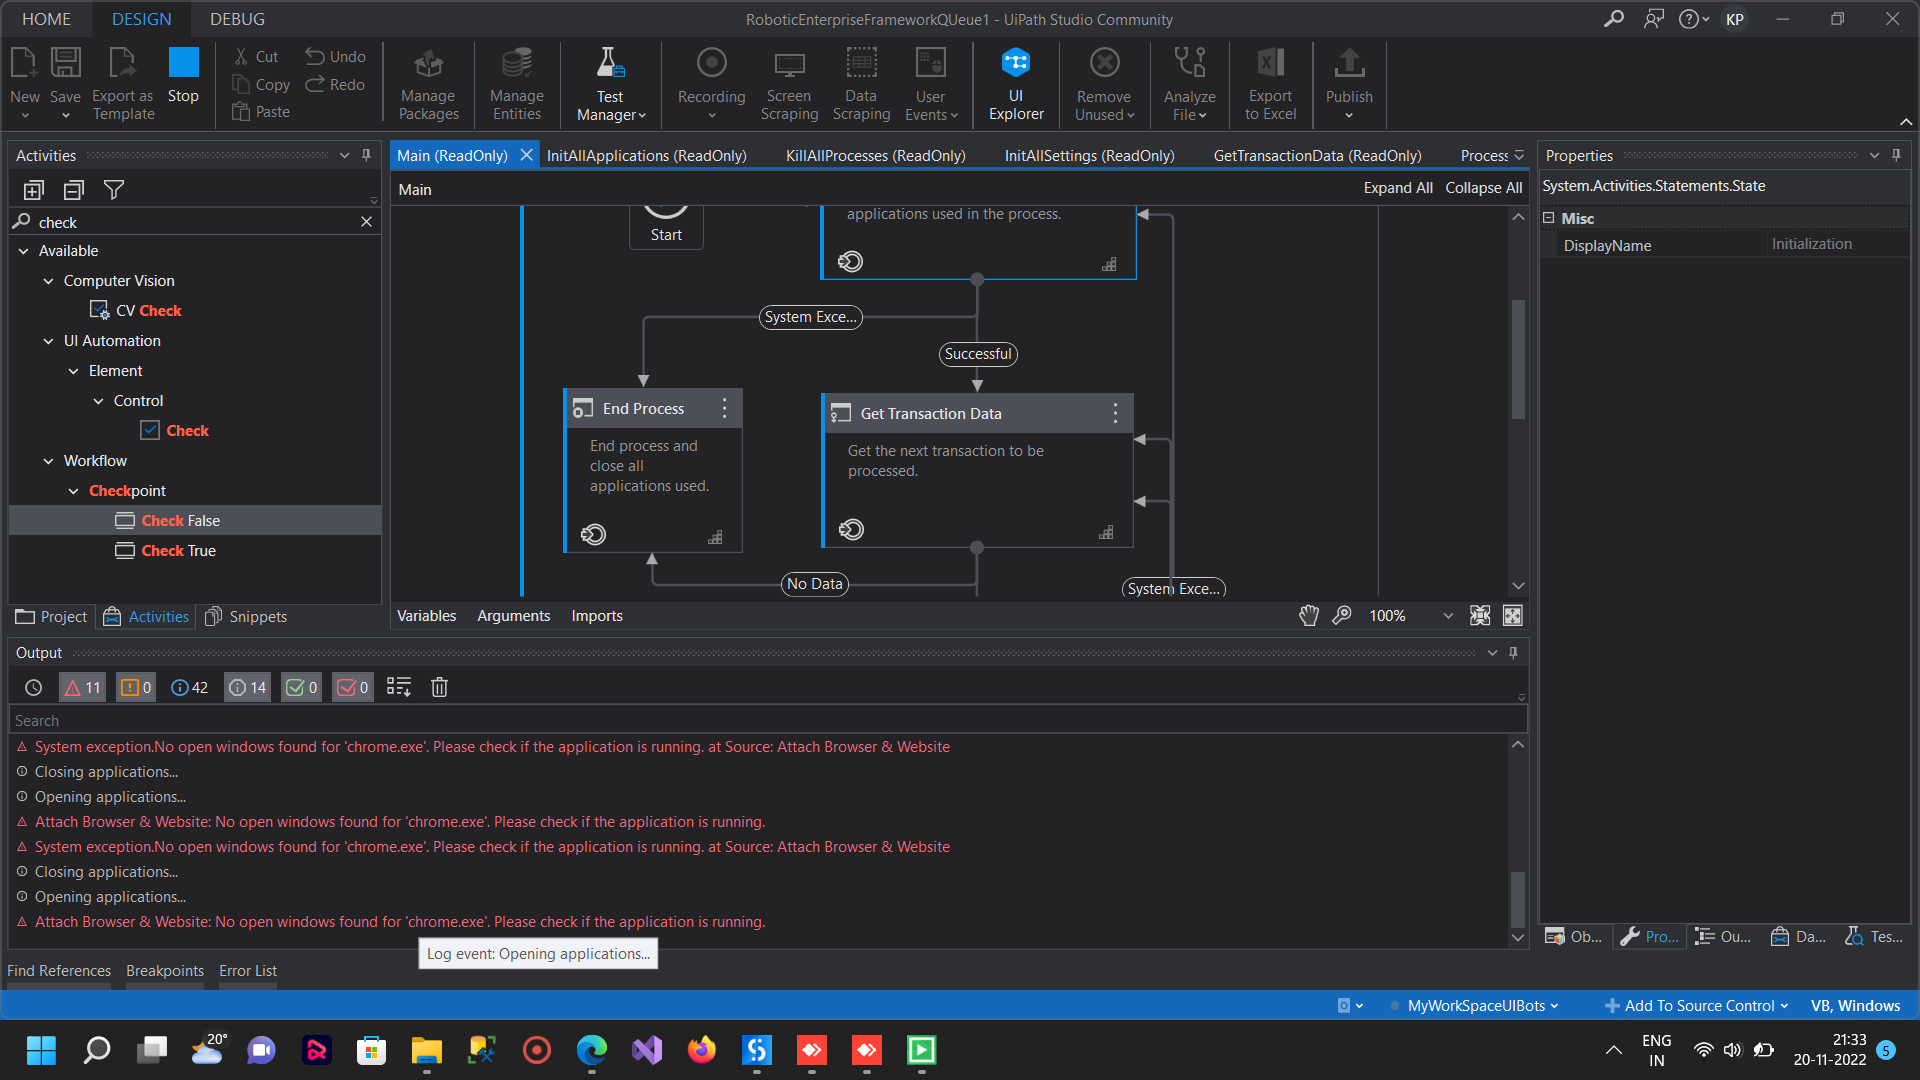 HOME
DESIGN
DEBUG
RoboticEnterpriseFrameworkQUeue1 - UiPath Studio Community
KP
New
Save
Export as
Template
Stop
Cut
Copy
Paste
Undo
Redo
Manage
Packages
Manage
Entities
Test
Manager
Recording
Screen
Scraping
Data
Scraping
User
Events
UI
Explorer
Remove
Unused
Analyze
File
Export
to Excel
Publish
Activities
check
Available
Computer Vision
CV Check
UI Automation
Element
Control
Check
Workflow
Checkpoint
Check False
Check True
Project
Activities
Snippets
Main (ReadOnly)
InitAllApplications (ReadOnly)
KillAllProcesses (ReadOnly)
InitAllSettings (ReadOnly)
GetTransactionData (ReadOnly)
Process
Main
Expand All
Collapse All
Start
applications used in the process.
System Exce...
Successful
End Process
End process and
close all
applications used.
Get Transaction Data
Get the next transaction to be
processed.
No Data
System Exce...
Variables
Arguments
Imports
100%
Properties
System.Activities.Statements.State
Misc
DisplayName
Initialization
Output
11
0
42
14
0
0
Search
System exception.No open windows found for 'chrome.exe'. Please check if the application is running. at Source: Attach Browser & Website
Closing applications...
Opening applications...
Attach Browser & Website: No open windows found for 'chrome.exe'. Please check if the application is running.
System exception.No open windows found for 'chrome.exe'. Please check if the application is running. at Source: Attach Browser & Website
Closing applications...
Opening applications...
Attach Browser & Website: No open windows found for 'chrome.exe'. Please check if the application is running.
Log event: Opening applications...
Ob...
Pro...
Ou...
Da...
Tes...
Find References
Breakpoints
Error List
MyWorkSpaceUIBots
Add To Source Control
VB, Windows
20°
ENG
IN
21:33
20-11-2022
5